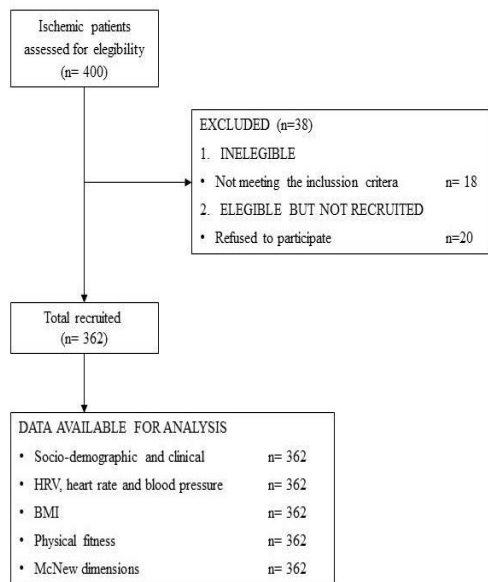 Ischemic patients
assessed for elegibility
(n= 400)
EXCLUDED (n=38)
1. INELEGIBLE
• Not meeting the inclussion criteria n= 18
2. ELEGIBLE BUT NOT RECRUITED
• Refused to participate n=20
Total recruited
(n= 362)
DATA AVAILABLE FOR ANALYSIS
• Socio-demographic and clinical n= 362
• HRV, heart rate and blood pressure n= 362
• BMI n= 362
• Physical fitness n= 362
• McNew dimensions n= 362